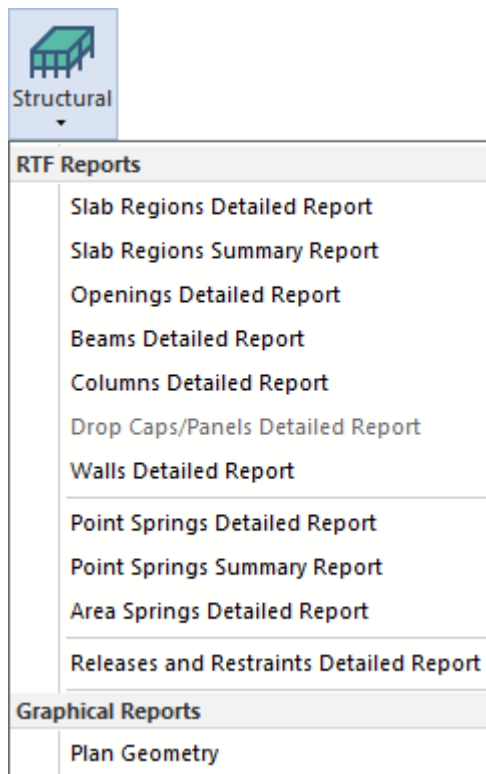 Structural
RTF Reports
Slab Regions Detailed Report
Slab Regions Summary Report
Openings Detailed Report
Beams Detailed Report
Columns Detailed Report
Drop Caps/Panels Detailed Report
Walls Detailed Report
Point Springs Detailed Report
Point Springs Summary Report
Area Springs Detailed Report
Releases and Restraints Detailed Report
Graphical Reports
Plan Geometry